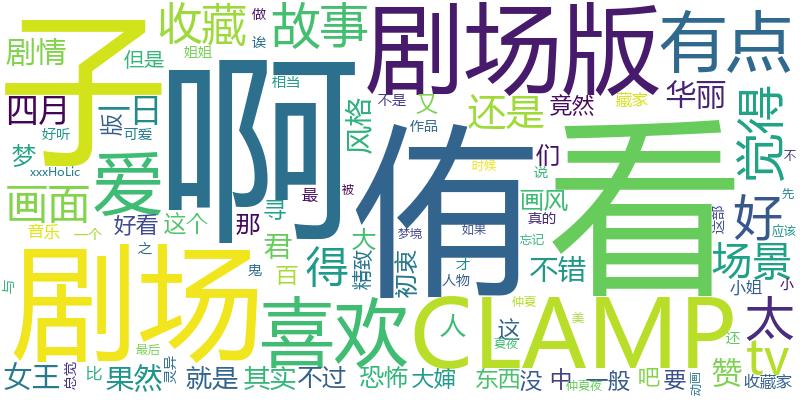 子
收藏
姐姐
做
诶
故事
剧场版
有点
剧情
但是
啊
相当
不是
藏家
华丽
四月
版
一日
风格
又
还是
竟然
觉得
好听
可爱
作品
时候
不
梦
xxxHoLic
爱
最
被
侑
们
说
看
画面
好看
这个
那
寻
画风
真的
好
这部
先
应该
音乐
一个
君
大
梦境
如果
忘记
之
鬼
百
得
精致
初衷
才
人物
不错
场景
与
剧场
小姐
小
喜欢
CLAMP
仲夏
太
人
这
夏夜
美
还
tv
最后
赞
女王
总觉
比
果然
灵异
就是
其实
不过
恐怖
大婶
东西
没
中
仲夏夜
一般
吧
要
动画
收藏家